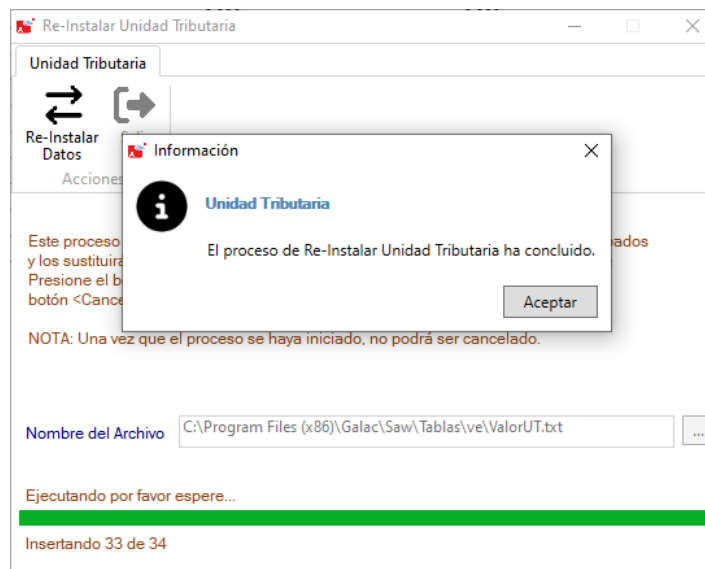 Re-Instalar Unidad Tributaria
Unidad Tributaria
Re-Instalar
Datos
Acciones
Información
Unidad Tributaria
El proceso de Re-Instalar Unidad Tributaria ha concluido.
Aceptar
Este proceso
y los sustituirá
Presione el
botón
NOTA: Una vez que el proceso se haya iniciado, no podrá ser cancelado.
Nombre del Archivo C:\Program Files (x86)\Galac\Saw\Tablas\ve\ValorUT.txt ...
Ejecutando por favor espere...
Insertando 33 de 34